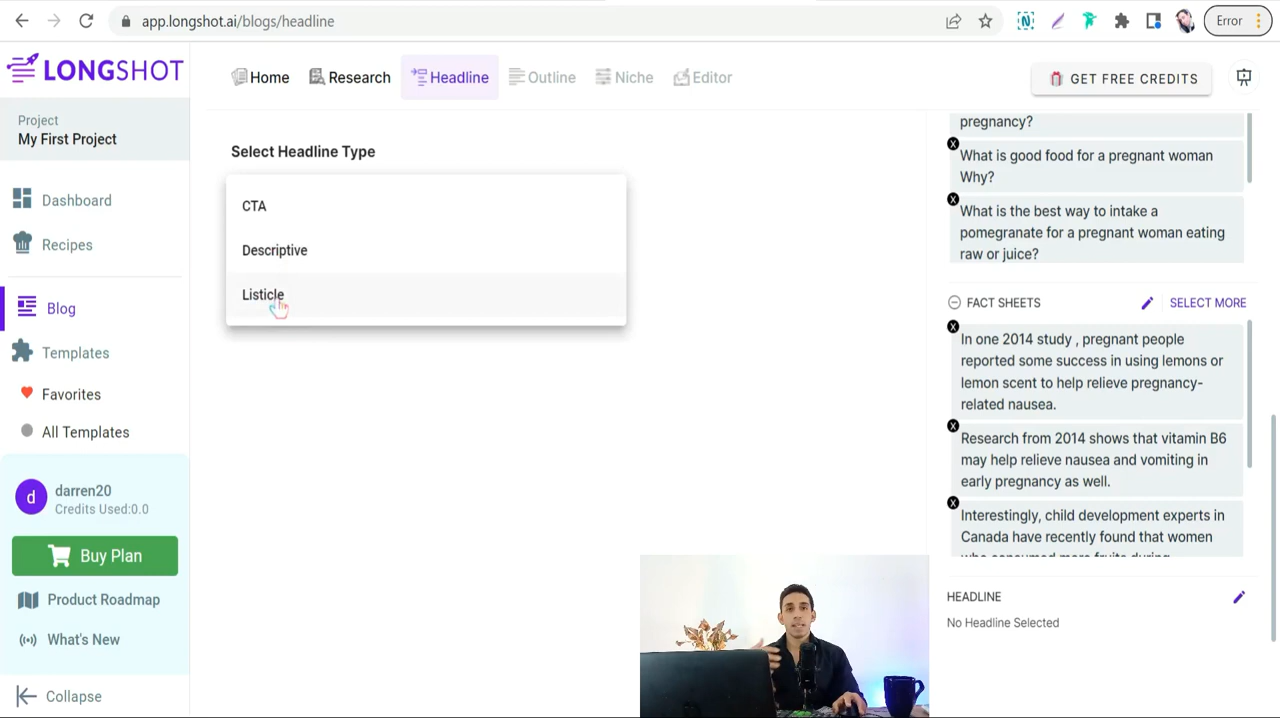 app.longshot.ai/blogs/headline
Error
LONGSHOT
Home
Research
Headline
Outline
Niche
Editor
GET FREE CREDITS
Project
My First Project
Dashboard
Recipes
Blog
Templates
Favorites
All Templates
d
darren20
Credits Used:0.0
Buy Plan
Product Roadmap
What's New
Collapse
Select Headline Type
CTA
Descriptive
Listicle
pregnancy?
X
What is good food for a pregnant woman
Why?
X
What is the best way to intake a
pomegranate for a pregnant woman eating
raw or juice?
FACT SHEETS
SELECT MORE
X
In one 2014 study , pregnant people
reported some success in using lemons or
lemon scent to help relieve pregnancy-
related nausea.
X
Research from 2014 shows that vitamin B6
may help relieve nausea and vomiting in
early pregnancy as well.
X
Interestingly, child development experts in
Canada have recently found that women
who consumed more fruits during
HEADLINE
No Headline Selected